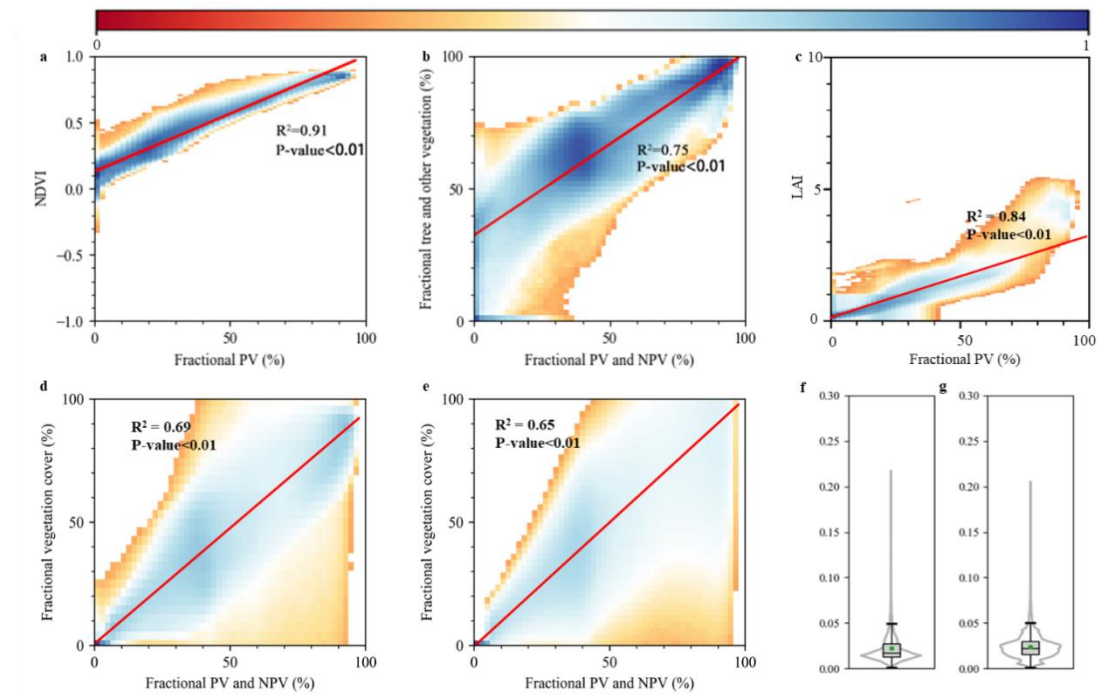 0
1
a
1.0
0.5
0.0
−0.5
−1.0
NDVI
R²=0.91
P-value<0.01
0
50
100
Fractional PV (%)
b
100
50
0
Fractional tree and other vegetation (%)
R²=0.75
P-value<0.01
0
50
100
Fractional PV and NPV (%)
c
10
5
0
LAI
R² = 0.84
P-value<0.01
0
50
100
Fractional PV (%)
d
100
50
0
Fractional vegetation cover (%)
R² = 0.69
P-value<0.01
0
50
100
Fractional PV and NPV (%)
e
100
50
0
Fractional vegetation cover (%)
R² = 0.65
P-value<0.01
0
50
100
Fractional PV and NPV (%)
f
0.30
0.25
0.20
0.15
0.10
0.05
0.00
g
0.30
0.25
0.20
0.15
0.10
0.05
0.00